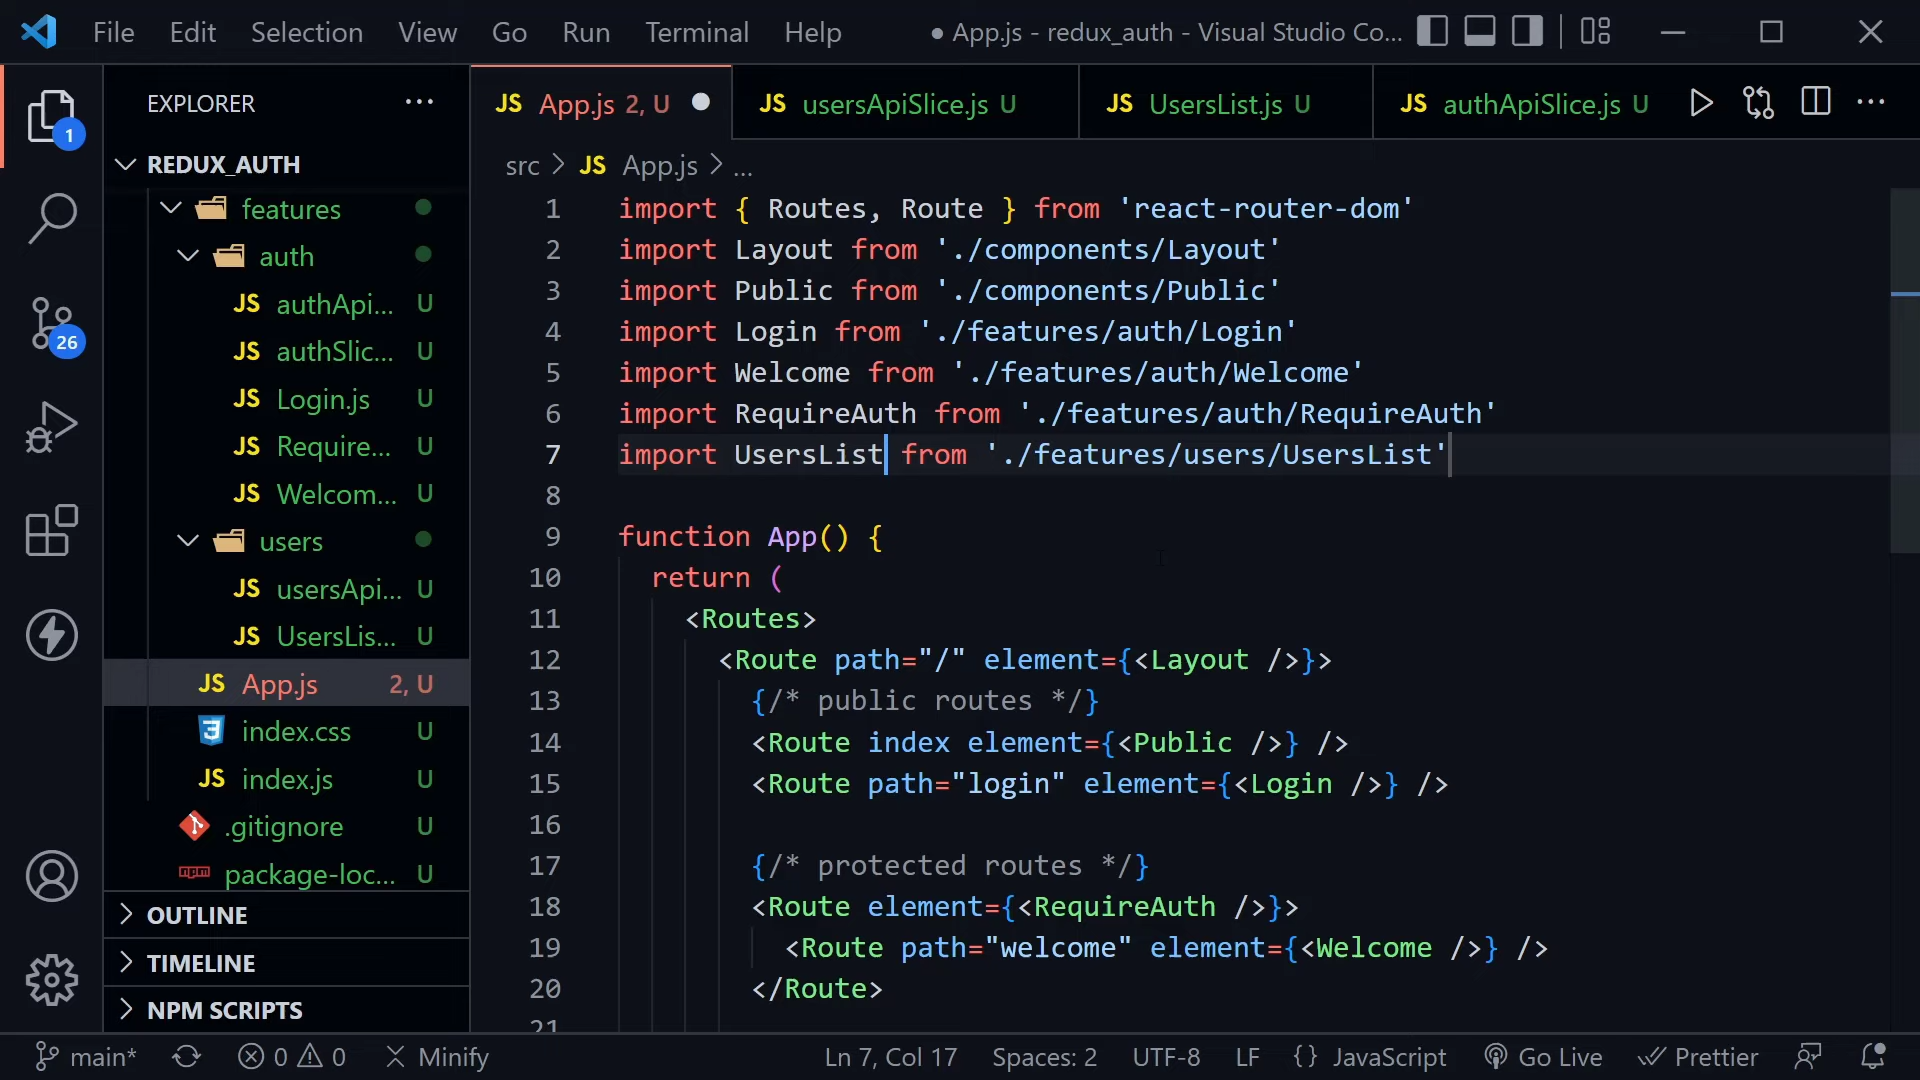 File Edit Selection View Go Run Terminal Help
● App.js - redux_auth - Visual Studio Co...
EXPLORER ...
1
26
REDUX_AUTH
features
auth
JS authApi... U
JS authSlic... U
JS Login.js U
JS Require... U
JS Welcom... U
users
JS usersApi... U
JS UsersLis... U
JS App.js 2, U
index.css U
JS index.js U
.gitignore U
package-loc... U
OUTLINE
TIMELINE
NPM SCRIPTS
JS App.js 2, U
JS usersApiSlice.js U
JS UsersList.js U
JS authApiSlice.js U
src > JS App.js > ...
1 import { Routes, Route } from 'react-router-dom'
2 import Layout from './components/Layout'
3 import Public from './components/Public'
4 import Login from './features/auth/Login'
5 import Welcome from './features/auth/Welcome'
6 import RequireAuth from './features/auth/RequireAuth'
7 import UsersList from './features/users/UsersList'
8
9 function App() {
10 return (
11 <Routes>
12 <Route path="/" element={<Layout />}>
13 {/* public routes */}
14 <Route index element={<Public />} />
15 <Route path="login" element={<Login />} />
16
17 {/* protected routes */}
18 <Route element={<RequireAuth />}>
19 <Route path="welcome" element={<Welcome />} />
20 </Route>
21
main* 0 0 Minify Ln 7, Col 17 Spaces: 2 UTF-8 LF {} JavaScript Go Live Prettier